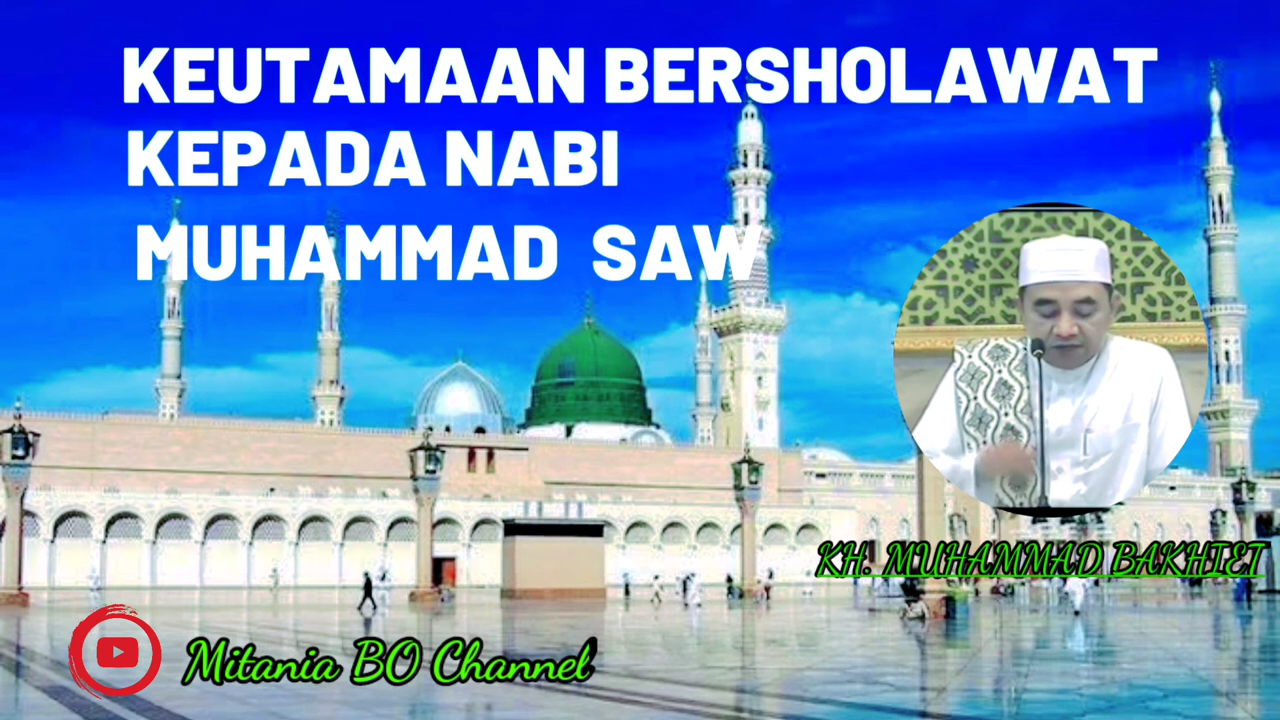 KEUTAMAAN BERSHOLAWAT
KEPADA NABI
MUHAMMAD SAW
KH. MUHAMMAD BAKHIET
Mitania BO Channel